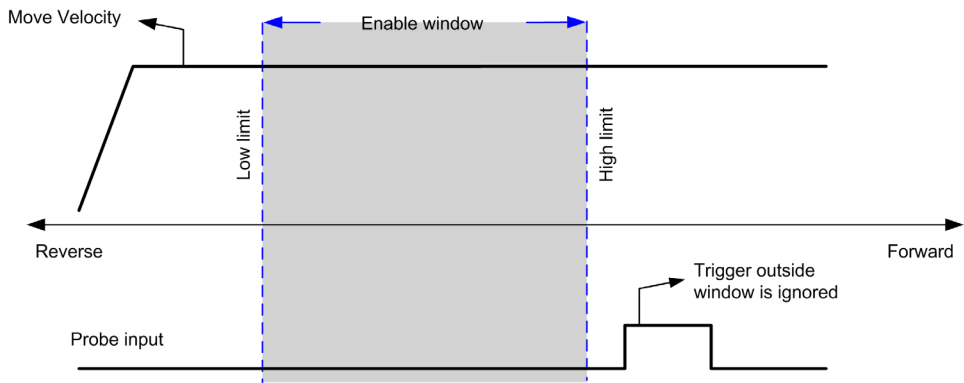 Move Velocity
Enable window
Low limit
High limit
Reverse
Forward
Trigger outside
window is ignored
Probe input